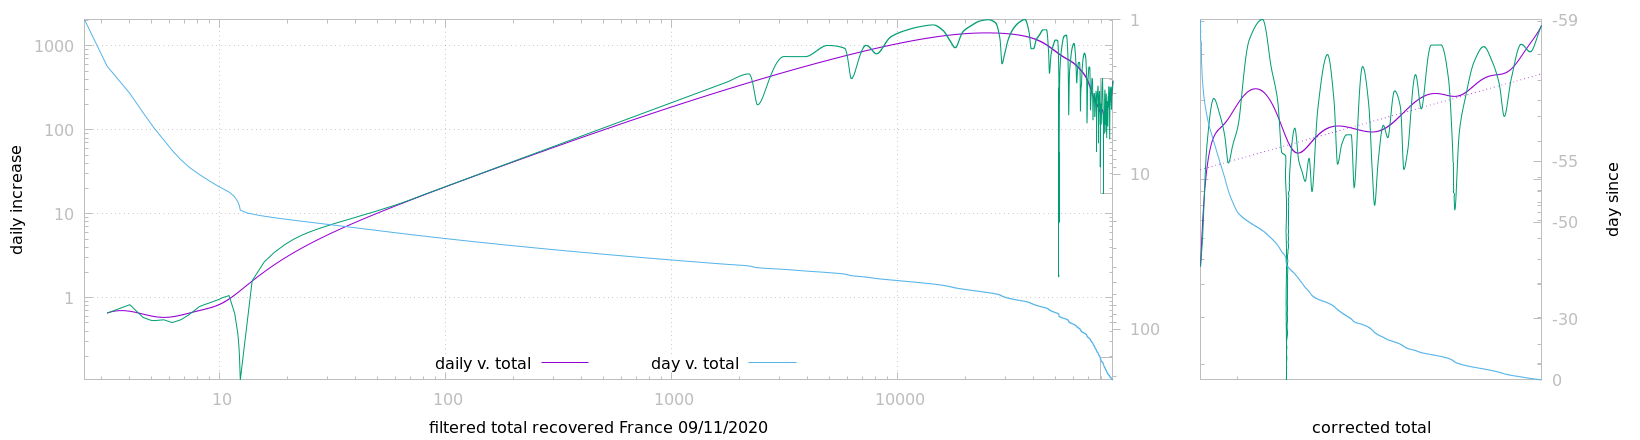 1000
100
10
1
daily increase
10
100
1000
10000
filtered total recovered France 09/11/2020
daily v. total
day v. total
1
10
100
-59
-55
-50
-30
0
day since
corrected total